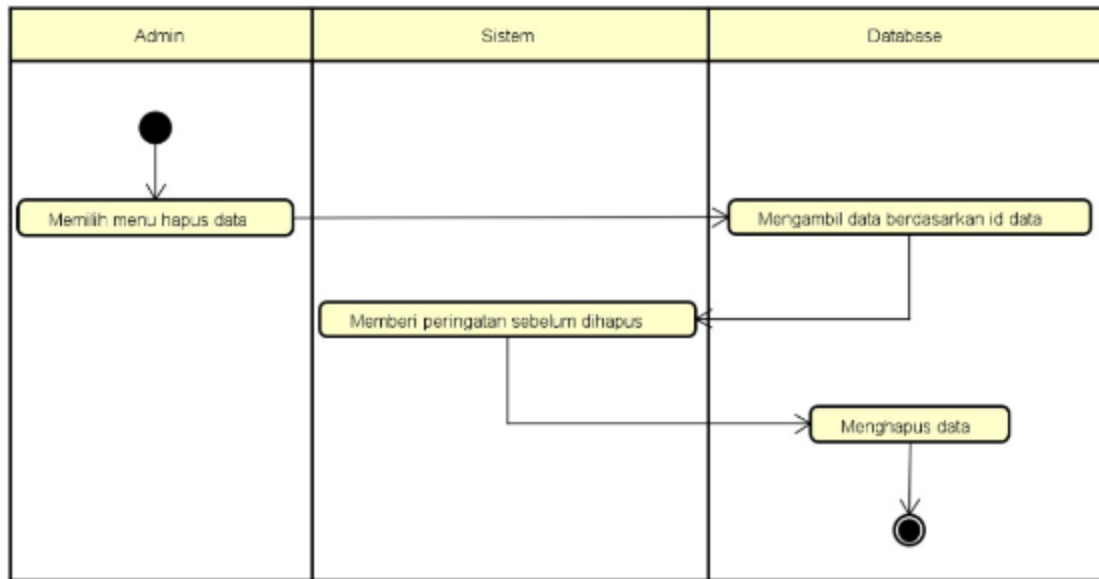 Admin
Sistem
Database
Memilih menu hapus data
Mengambil data berdasarkan id data
Memberi peringatan sebelum dihapus
Menghapus data